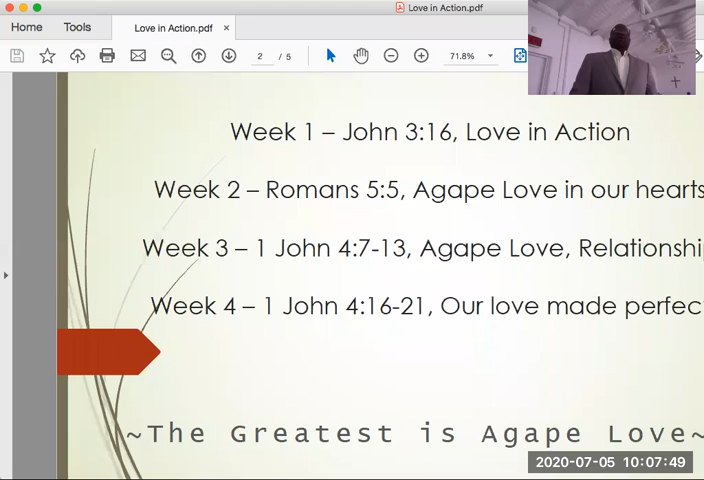 Love in Action.pdf
Home Tools Love in Action.pdf ×
2 / 5 71.8%
Week 1 – John 3:16, Love in Action
Week 2 – Romans 5:5, Agape Love in our hearts
Week 3 – 1 John 4:7-13, Agape Love, Relationship
Week 4 – 1 John 4:16-21, Our love made perfec
~The Greatest is Agape Love~
2020-07-05 10:07:49